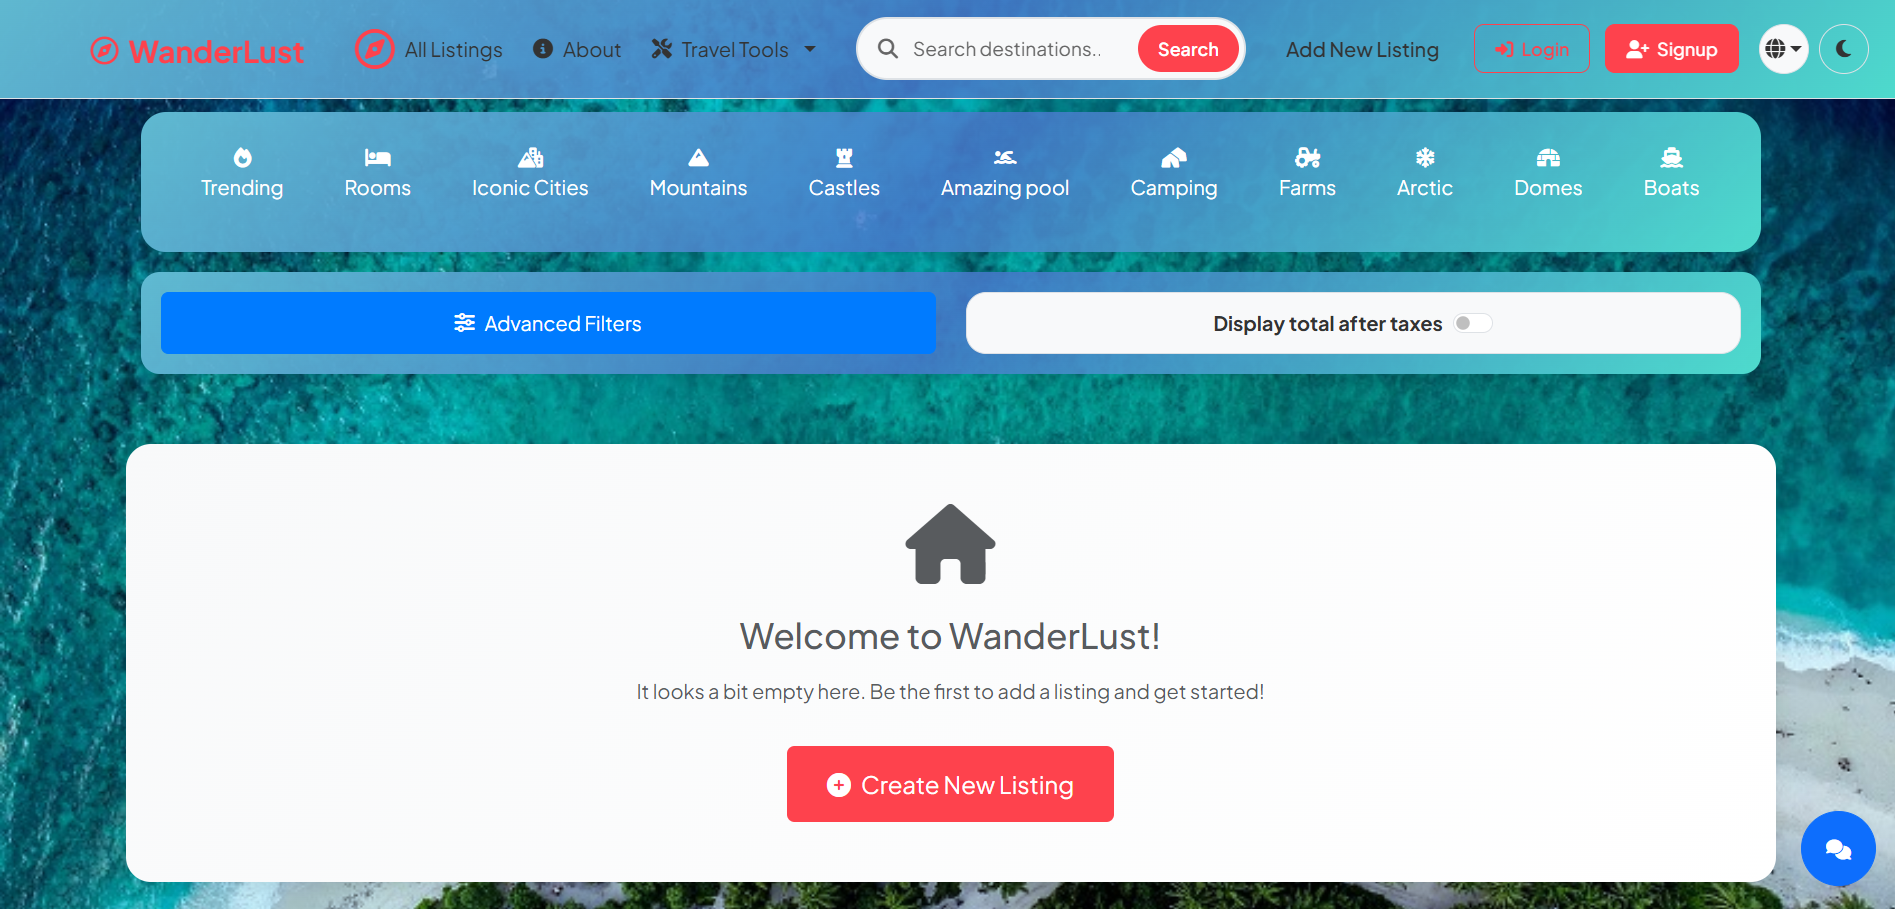 WanderLust All Listings About Travel Tools Search destinations.. Search Add New Listing Login Signup
Trending Rooms Iconic Cities Mountains Castles Amazing pool Camping Farms Arctic Domes Boats
Advanced Filters Display total after taxes
Welcome to WanderLust!
It looks a bit empty here. Be the first to add a listing and get started!
Create New Listing